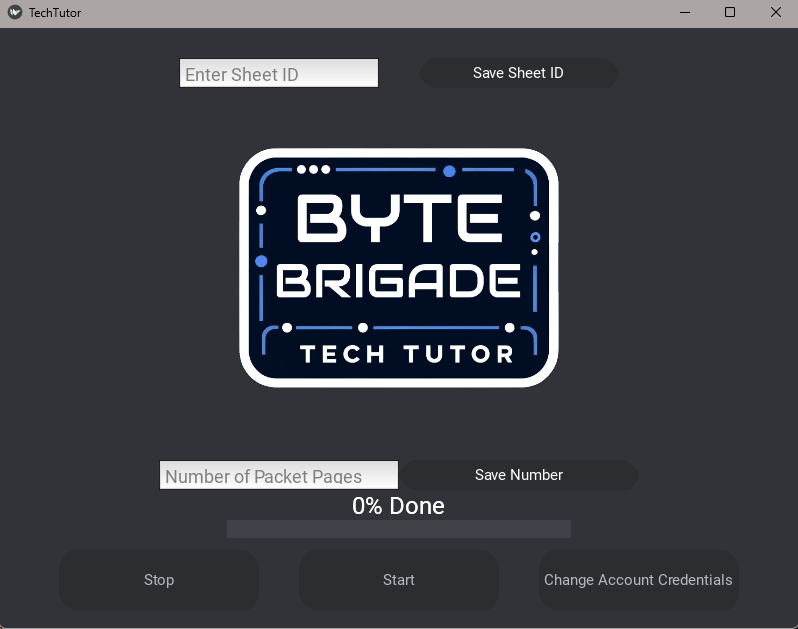 TechTutor
Enter Sheet ID
Save Sheet ID
BYTE
BRIGADE
TECH TUTOR
Number of Packet Pages
Save Number
0% Done
Stop
Start
Change Account Credentials